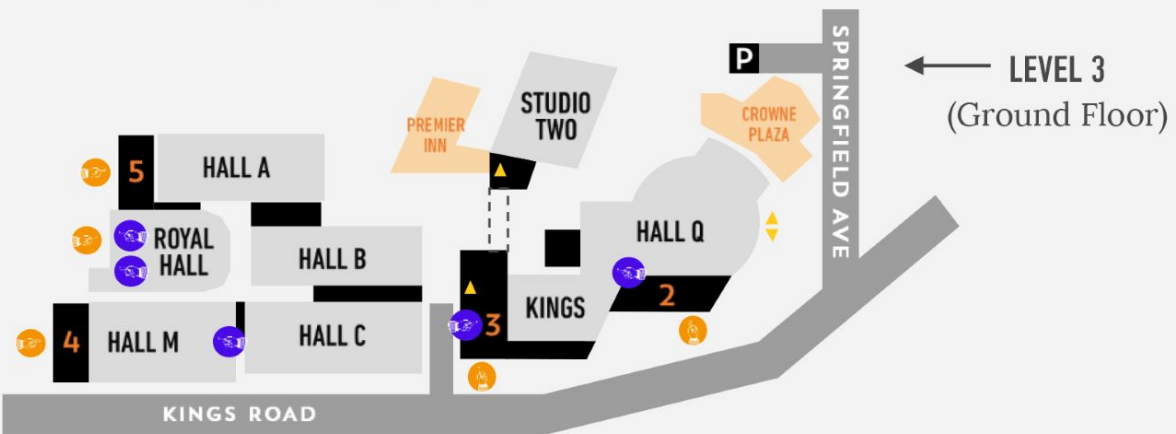 P
SPRINGFIELD AVE
LEVEL 3
(Ground Floor)
STUDIO
TWO
PREMIER
INN
CROWNE
PLAZA
5
HALL A
ROYAL
HALL
HALL B
HALL Q
2
KINGS
3
4
HALL M
HALL C
KINGS ROAD